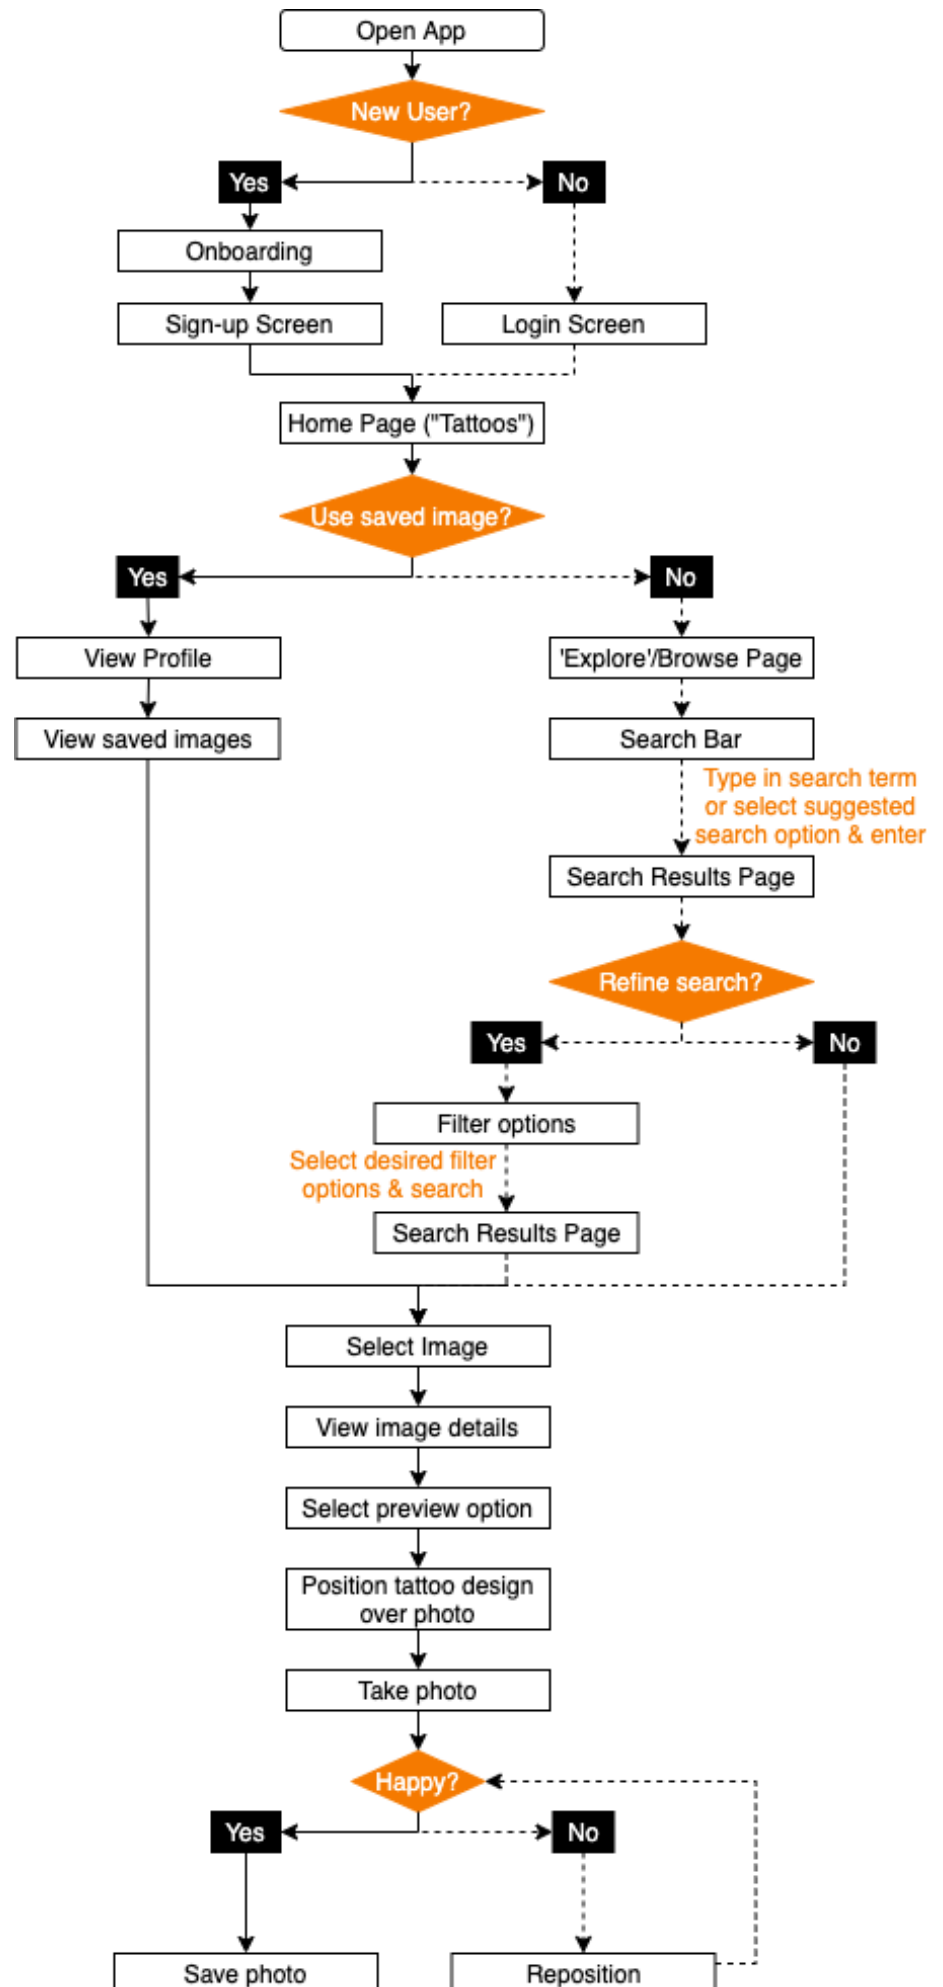 Open App
New User?
Yes
No
Onboarding
Sign-up Screen
Login Screen
Home Page ("Tattoos")
Use saved image?
Yes
No
View Profile
'Explore'/Browse Page
View saved images
Search Bar
Type in search term
or select suggested
search option & enter
Search Results Page
Refine search?
Yes
No
Filter options
Select desired filter
options & search
Search Results Page
Select Image
View image details
Select preview option
Position tattoo design
over photo
Take photo
Happy?
Yes
No
Save photo
Reposition